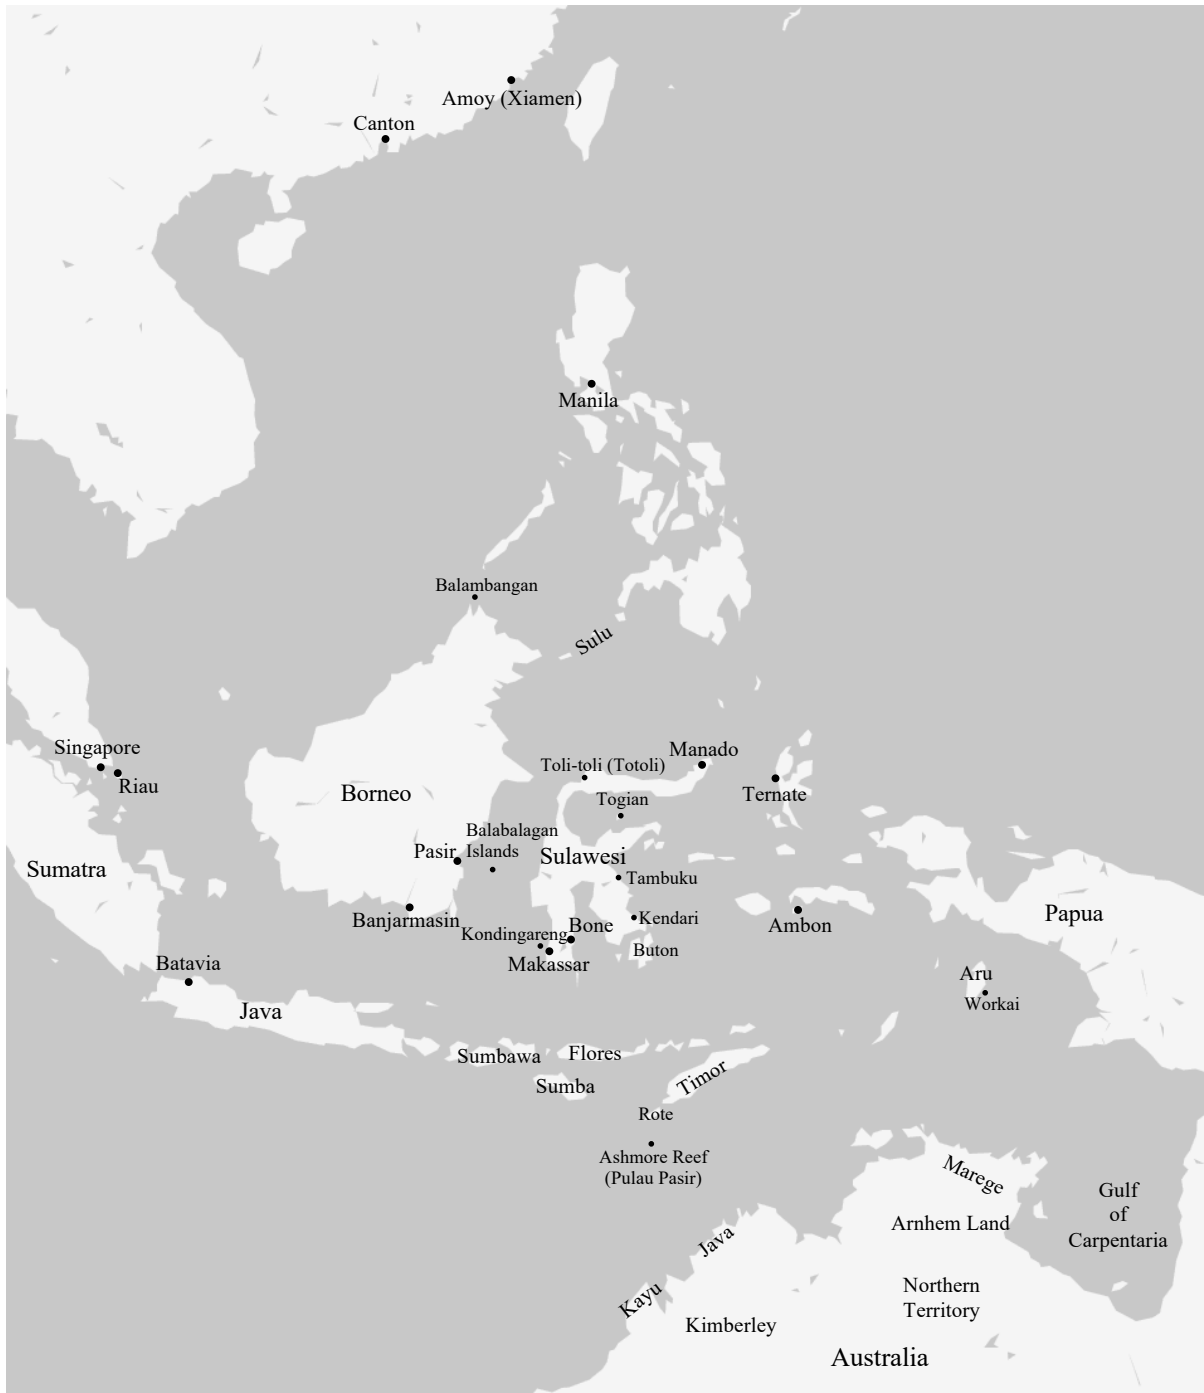 Amoy (Xiamen)
Canton
Manila
Balambangan
Sulu
Singapore
Riau
Manado
Toli-toli (Totoli)
Ternate
Togian
Borneo
Balabalagan
Islands
Pasir
Sulawesi
Sumatra
Tambuku
Papua
Banjarmasin
Kendari
Bone
Ambon
Kondingareng
Buton
Makassar
Batavia
Aru
Workai
Java
Sumbawa
Flores
Timor
Sumba
Rote
Ashmore Reef
(Pulau Pasir)
Marege
Gulf
of
Carpentaria
Arnhem Land
Kayu Java
Northern
Territory
Kimberley
Australia